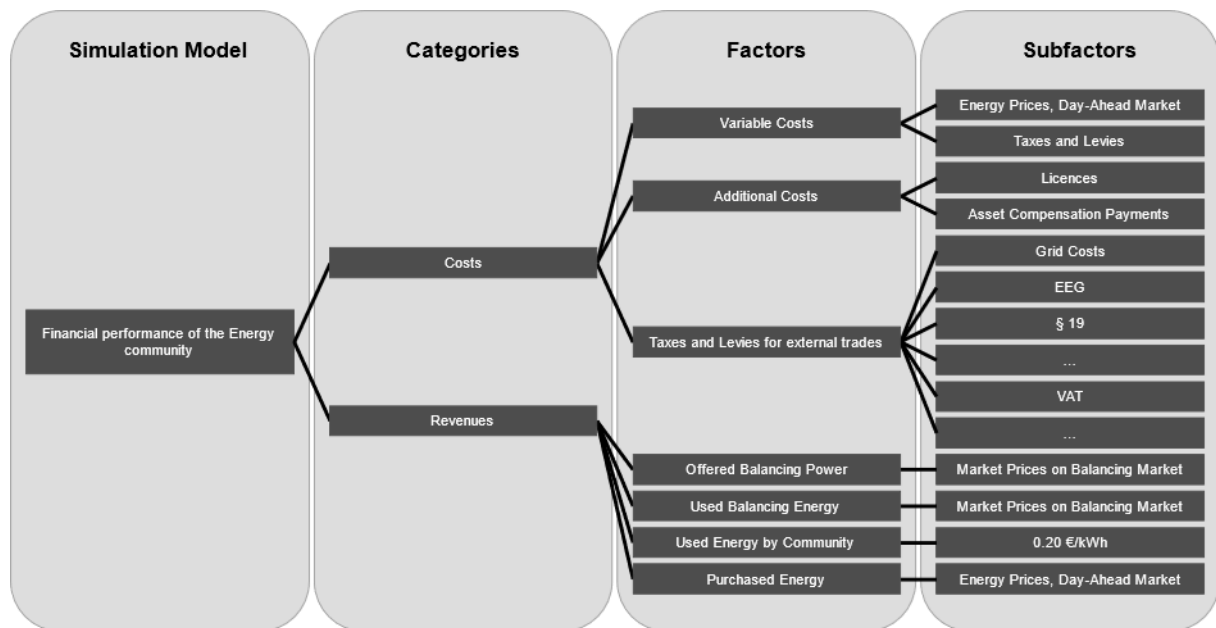 Simulation Model
Categories
Factors
Subfactors
Financial performance of the Energy
community
Costs
Revenues
Variable Costs
Additional Costs
Taxes and Levies for external trades
Offered Balancing Power
Used Balancing Energy
Used Energy by Community
Purchased Energy
Energy Prices, Day-Ahead Market
Taxes and Levies
Licences
Asset Compensation Payments
Grid Costs
EEG
§ 19
...
VAT
...
Market Prices on Balancing Market
Market Prices on Balancing Market
0.20 €/kWh
Energy Prices, Day-Ahead Market